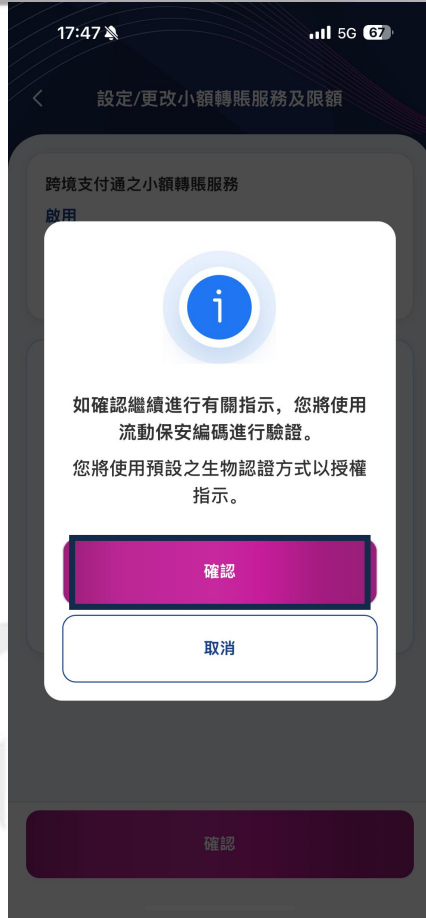 17:47
5G 67
設定/更改小額轉賬服務及限額
跨境支付通之小額轉賬服務
啟用
如確認繼續進行有關指示，您將使用
流動保安編碼進行驗證。
您將使用預設之生物認證方式以授權
指示。
確認
取消
確認